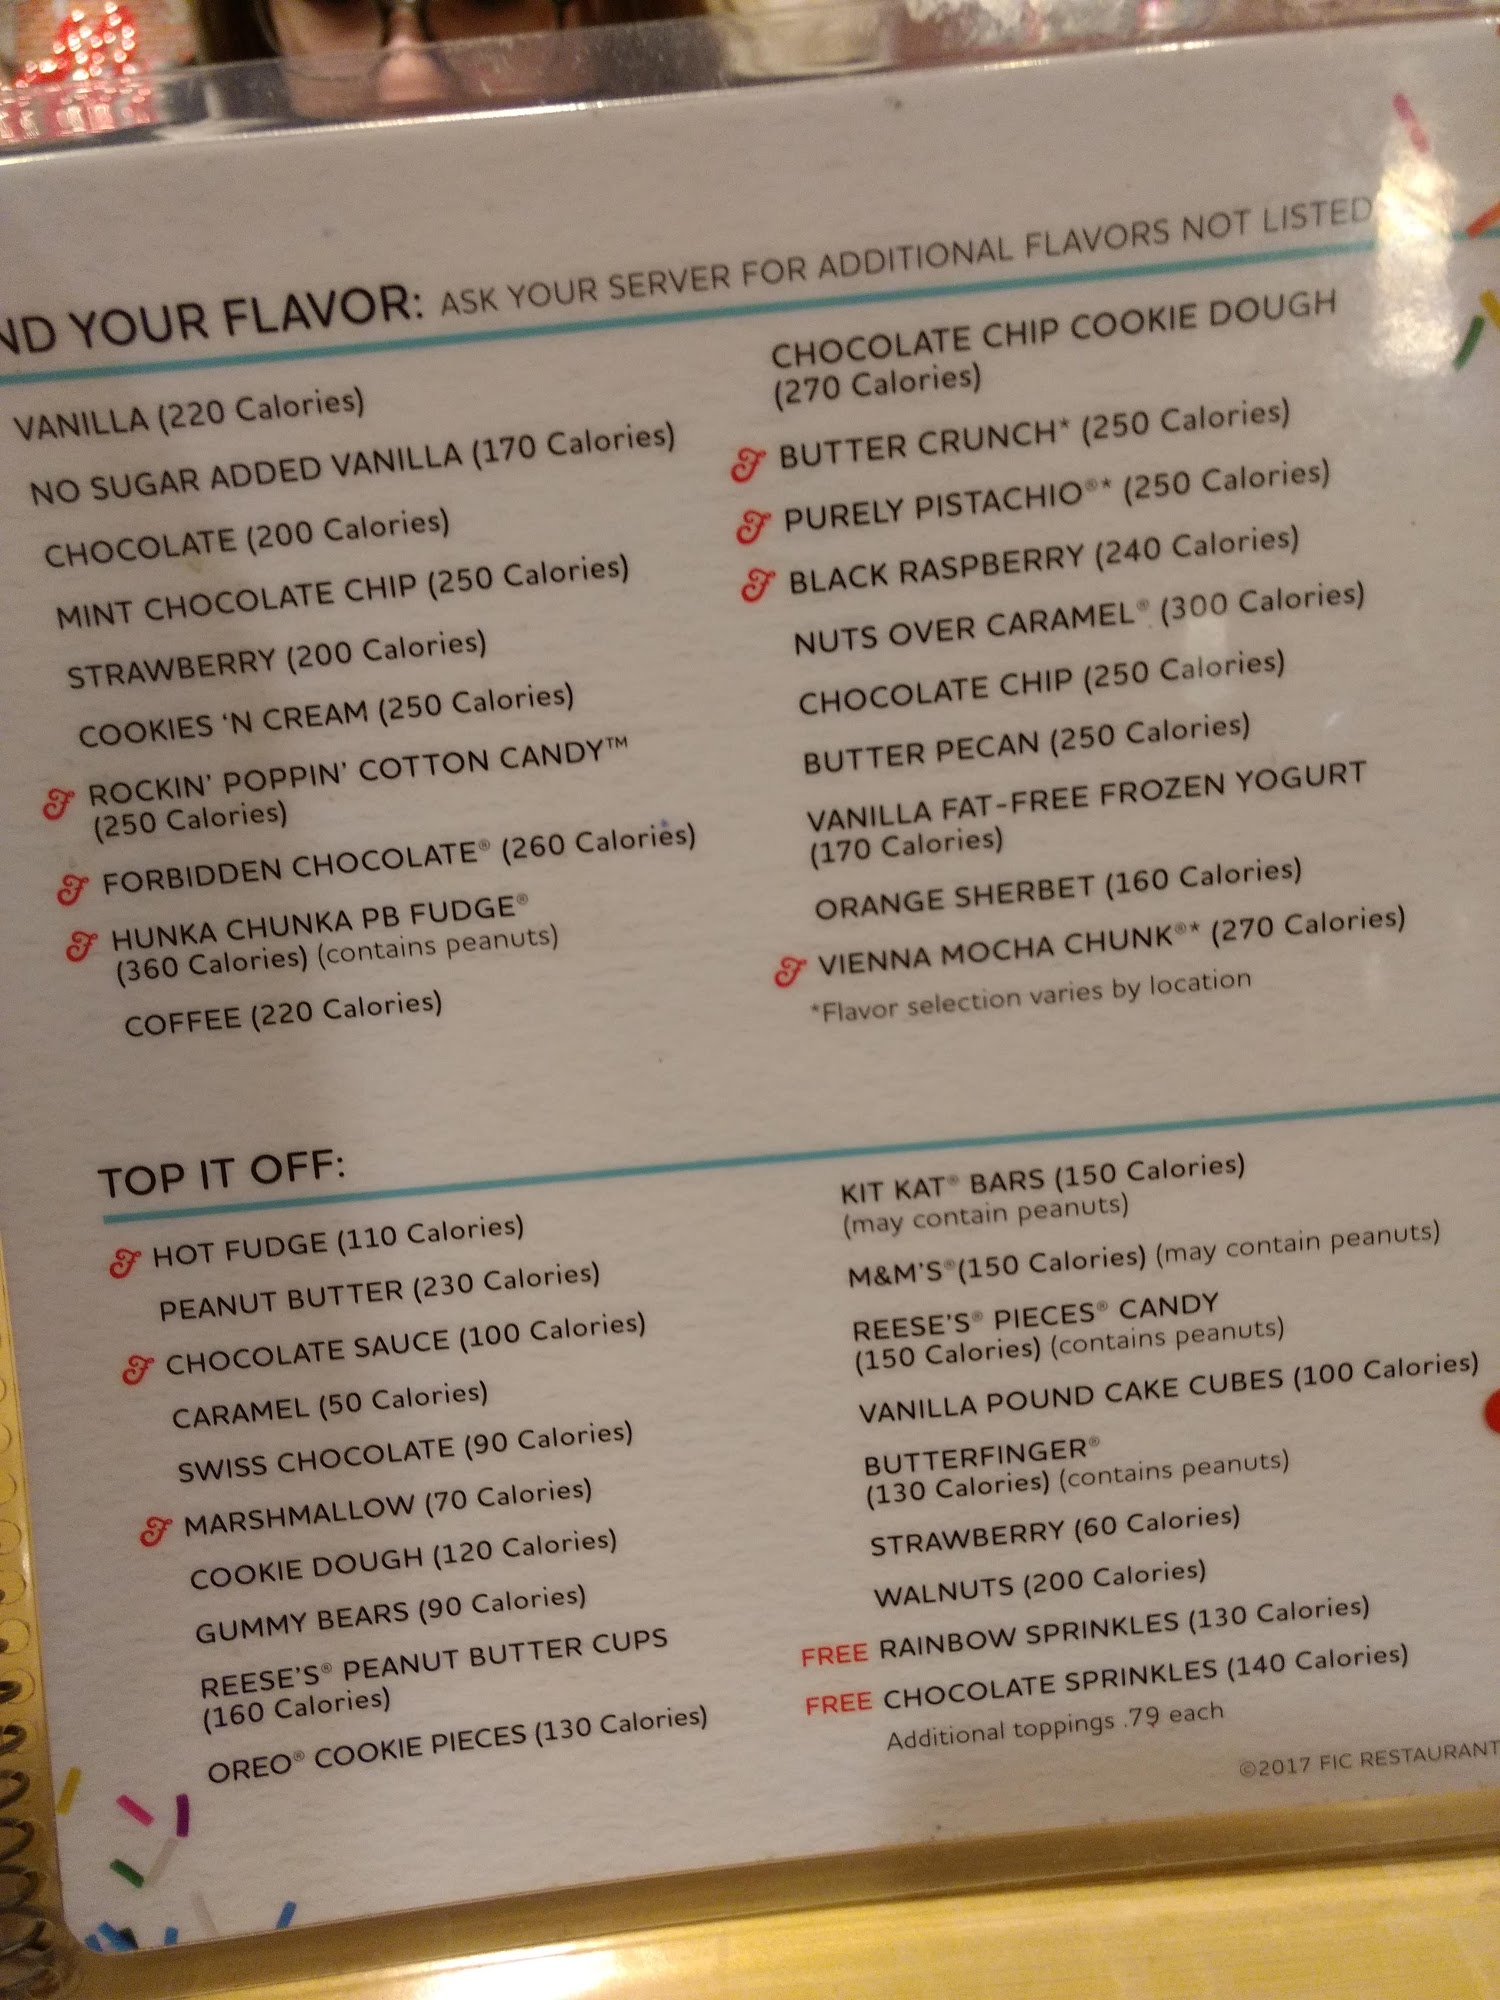 ND YOUR FLAVOR: ASK YOUR SERVER FOR ADDITIONAL FLAVORS NOT LISTED
VANILLA (220 Calories)
NO SUGAR ADDED VANILLA (170 Calories)
CHOCOLATE (200 Calories)
MINT CHOCOLATE CHIP (250 Calories)
STRAWBERRY (200 Calories)
COOKIES ‘N CREAM (250 Calories)
ROCKIN’ POPPIN’ COTTON CANDY™
(250 Calories)
FORBIDDEN CHOCOLATE® (260 Calories)
HUNKA CHUNKA PB FUDGE®
(360 Calories) (contains peanuts)
COFFEE (220 Calories)
CHOCOLATE CHIP COOKIE DOUGH
(270 Calories)
BUTTER CRUNCH* (250 Calories)
PURELY PISTACHIO®* (250 Calories)
BLACK RASPBERRY (240 Calories)
NUTS OVER CARAMEL® (300 Calories)
CHOCOLATE CHIP (250 Calories)
BUTTER PECAN (250 Calories)
VANILLA FAT-FREE FROZEN YOGURT
(170 Calories)
ORANGE SHERBET (160 Calories)
VIENNA MOCHA CHUNK®* (270 Calories)
*Flavor selection varies by location
TOP IT OFF:
HOT FUDGE (110 Calories)
PEANUT BUTTER (230 Calories)
CHOCOLATE SAUCE (100 Calories)
CARAMEL (50 Calories)
SWISS CHOCOLATE (90 Calories)
MARSHMALLOW (70 Calories)
COOKIE DOUGH (120 Calories)
GUMMY BEARS (90 Calories)
REESE’S® PEANUT BUTTER CUPS
(160 Calories)
OREO® COOKIE PIECES (130 Calories)
KIT KAT® BARS (150 Calories)
(may contain peanuts)
M&M’S®(150 Calories) (may contain peanuts)
REESE’S® PIECES® CANDY
(150 Calories) (contains peanuts)
VANILLA POUND CAKE CUBES (100 Calories)
BUTTERFINGER®
(130 Calories) (contains peanuts)
STRAWBERRY (60 Calories)
WALNUTS (200 Calories)
FREE RAINBOW SPRINKLES (130 Calories)
FREE CHOCOLATE SPRINKLES (140 Calories)
Additional toppings .79 each
©2017 FIC RESTAURANT